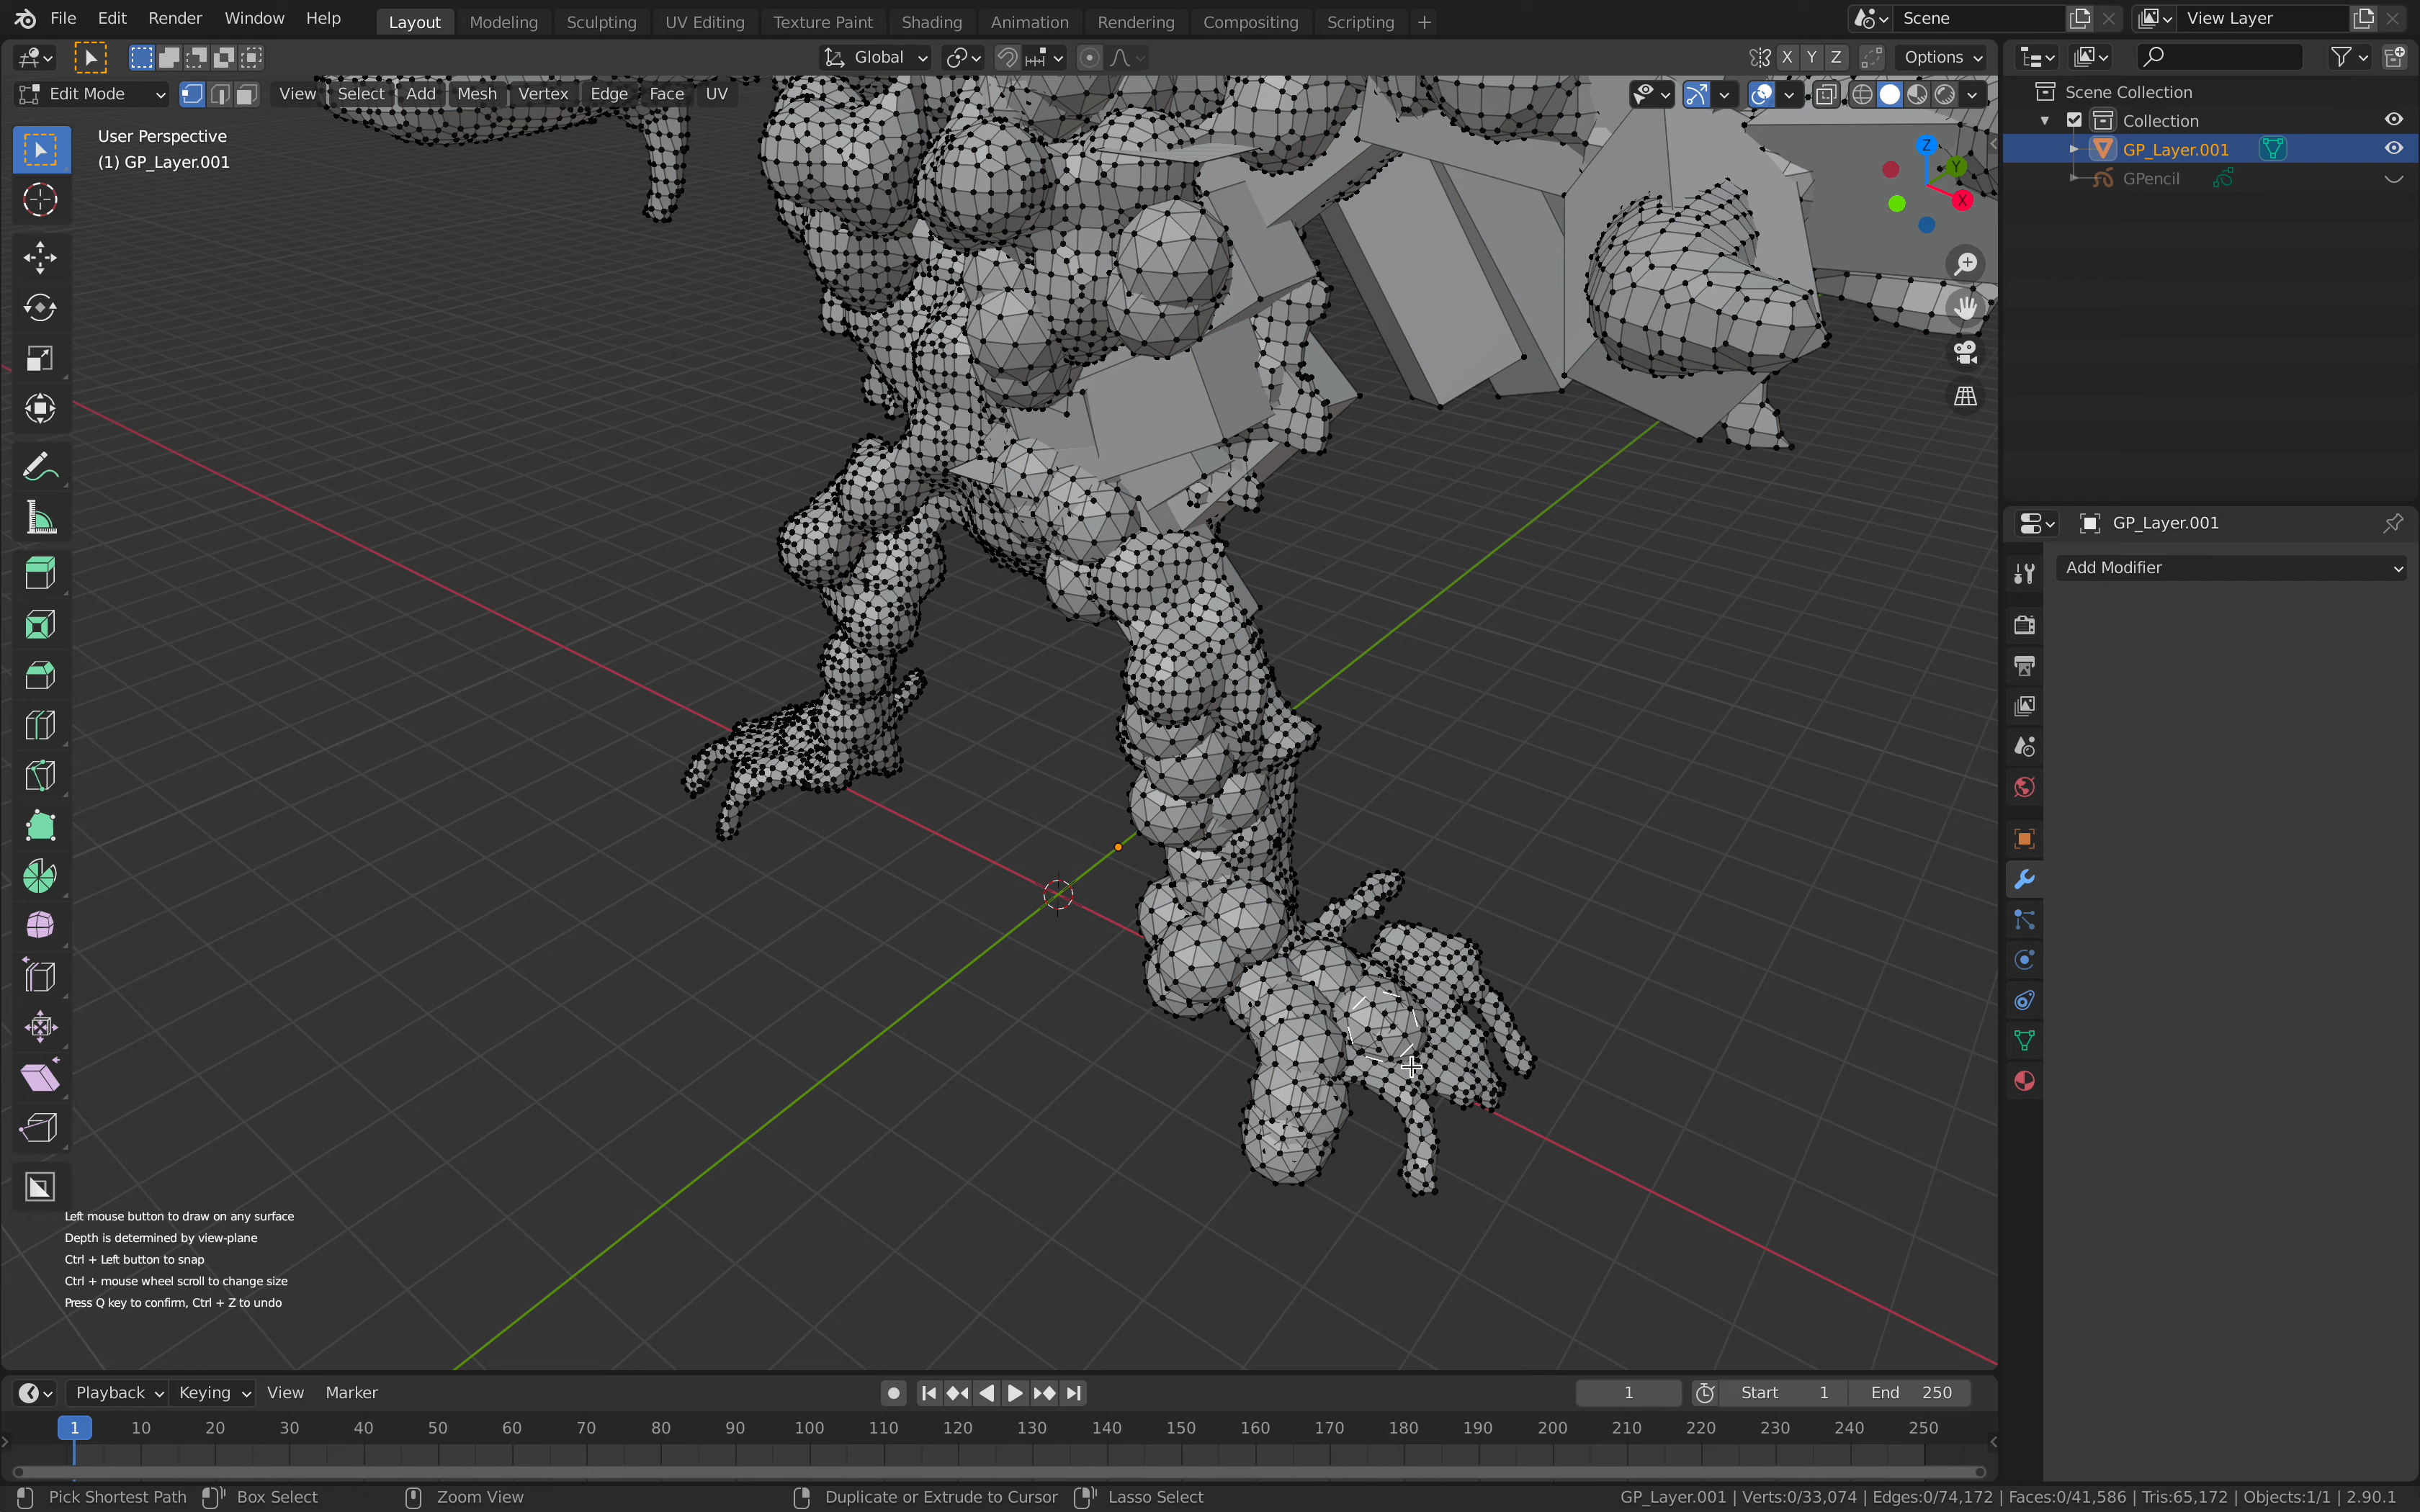 File Edit Render Window Help Layout Modeling Sculpting UV Editing Texture Paint Shading Animation Rendering Compositing Scripting + Scene View Layer
Global X Y Z Options
Edit Mode View Select Add Mesh Vertex Edge Face UV
User Perspective
(1) GP_Layer.001
Z
Y
X
Scene Collection
Collection
GP_Layer.001
GPencil
GP_Layer.001
Add Modifier
Left mouse button to draw on any surface
Depth is determined by view-plane
Ctrl + Left button to snap
Ctrl + mouse wheel scroll to change size
Press Q key to confirm, Ctrl + Z to undo
Playback Keying View Marker 1 Start 1 End 250
1 10 20 30 40 50 60 70 80 90 100 110 120 130 140 150 160 170 180 190 200 210 220 230 240 250
Pick Shortest Path Box Select Zoom View Duplicate or Extrude to Cursor Lasso Select GP_Layer.001 | Verts:0/33,074 | Edges:0/74,172 | Faces:0/41,586 | Tris:65,172 | Objects:1/1 | 2.90.1